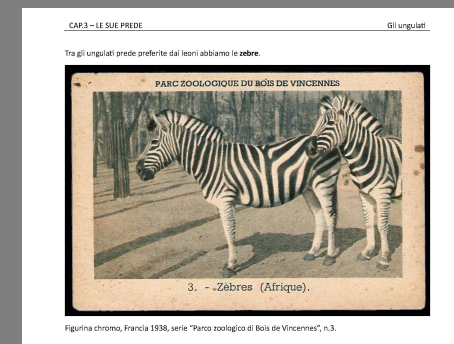 CAP.3 – LE SUE PREDE Gli ungulati
Tra gli ungulati prede preferite dai leoni abbiamo le zebre.
PARC ZOOLOGIQUE DU BOIS DE VINCENNES
3. - Zèbres (Afrique).
Figurina chromo, Francia 1938, serie "Parco zoologico di Bois de Vincennes", n.3.